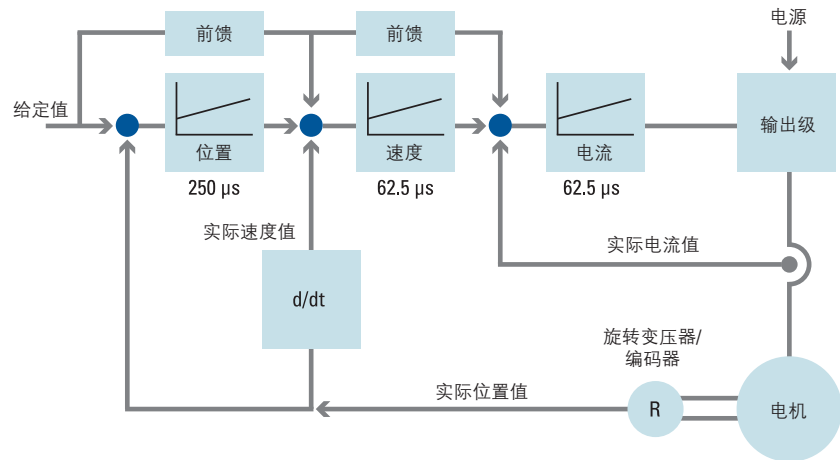 前馈
前馈
电源
给定值
位置
速度
电流
输出级
250 µs
62.5 µs
62.5 µs
实际速度值
实际电流值
d/dt
旋转变压器/
编码器
实际位置值
R
电机